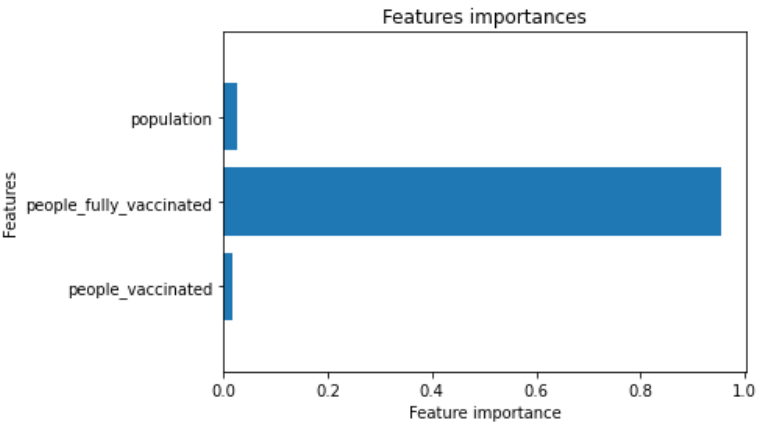 Features importances
population
people_fully_vaccinated
people_vaccinated
Features
0.0 0.2 0.4 0.6 0.8 1.0
Feature importance